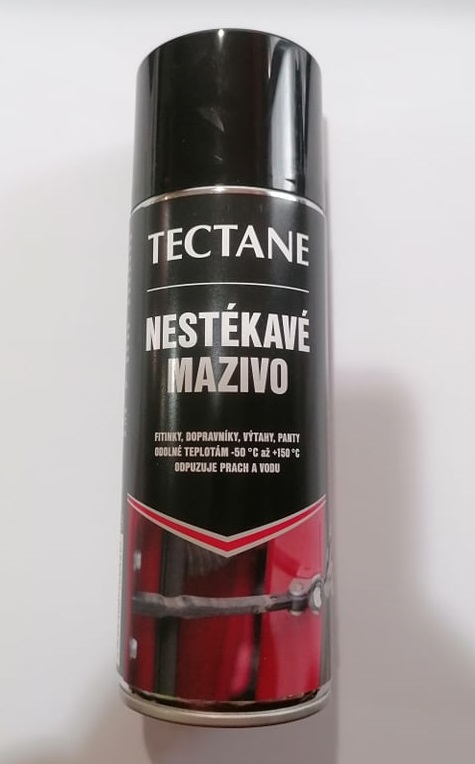 TECTANE
NESTÉKAVÉ
MAZIVO
FITINKY, DOPRAVNÍKY, VÝTAHY, PANTY
ODOLNÉ TEPLOTÁM -50 °C až +150 °C
ODPUZUJE PRACH A VODU